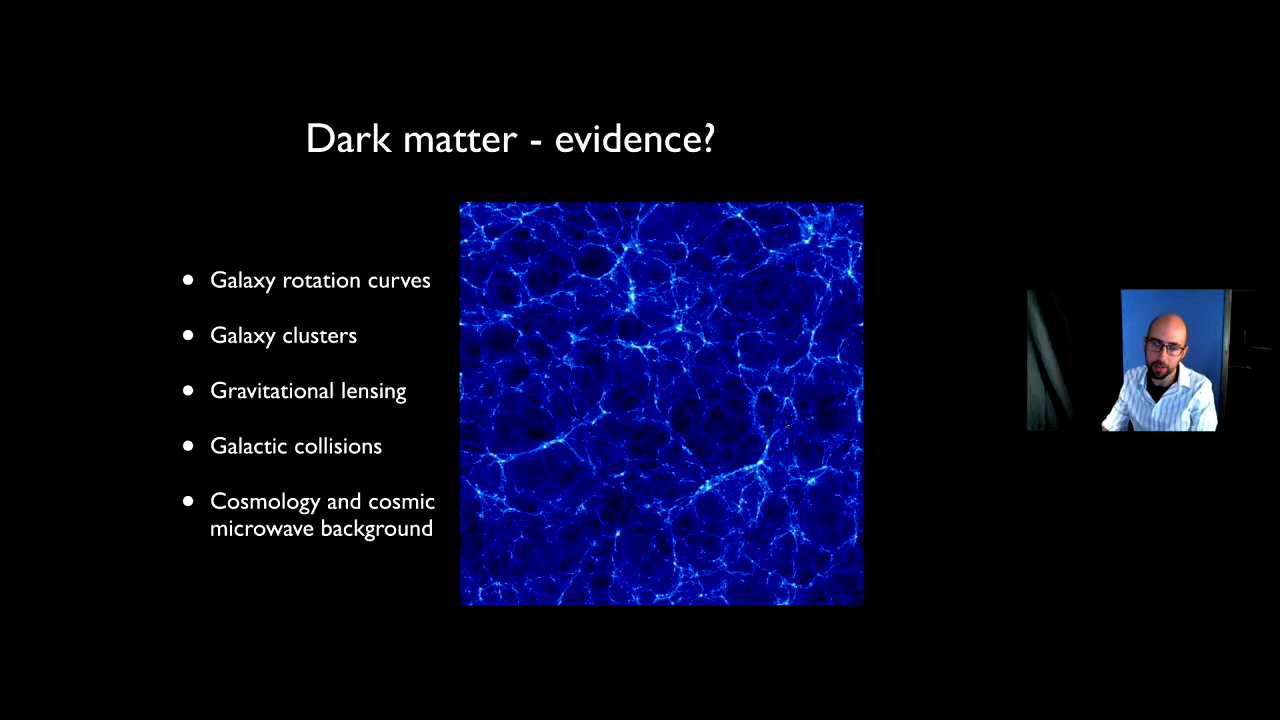 Dark matter - evidence?
● Galaxy rotation curves
● Galaxy clusters
● Gravitational lensing
● Galactic collisions
● Cosmology and cosmic
microwave background